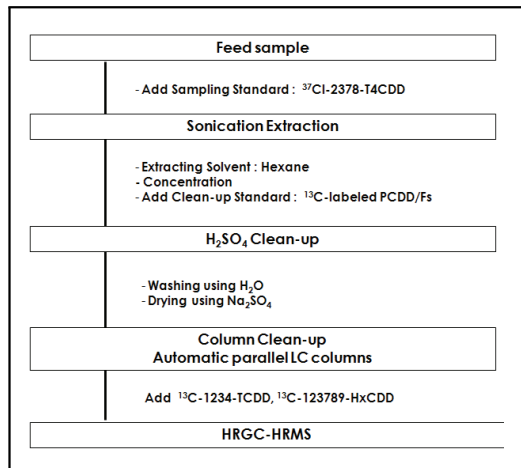 Feed sample
- Add Sampling Standard : ³⁷Cl-2378-T4CDD
Sonication Extraction
- Extracting Solvent : Hexane
- Concentration
- Add Clean-up Standard : ¹³C-labeled PCDD/Fs
H₂SO₄ Clean-up
- Washing using H₂O
- Drying using Na₂SO₄
Column Clean-up
Automatic parallel LC columns
Add ¹³C-1234-TCDD, ¹³C-123789-HxCDD
HRGC-HRMS